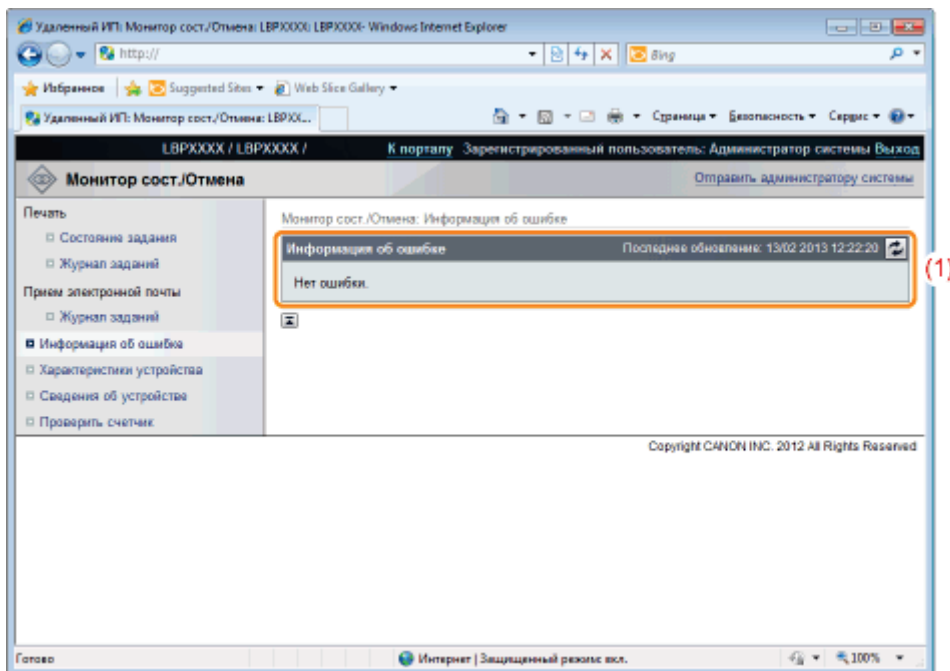 Удаленный ИП: Монитор сост./Отмена: LBPXXXX: LBPXXXX- Windows Internet Explorer
http://
Bing
Избранное Suggested Sites Web Slice Gallery
Удаленный ИП: Монитор сост./Отмена: LBPXX... Страница Безопасность Сервис
LBPXXXX / LBPXXXX / К порталу Зарегистрированный пользователь: Администратор системы Выход
Монитор сост./Отмена Отправить администратору системы
Печать
Состояние задания
Журнал заданий
Прием электронной почты
Журнал заданий
Информация об ошибке
Характеристики устройства
Сведения об устройстве
Проверить счетчик
Монитор сост./Отмена: Информация об ошибке
Информация об ошибке Последнее обновление: 13/02 2013 12:22:20
(1)
Нет ошибки.
Copyright CANON INC. 2012 All Rights Reserved
Готово Интернет | Защищенный режим: вкл. 100%